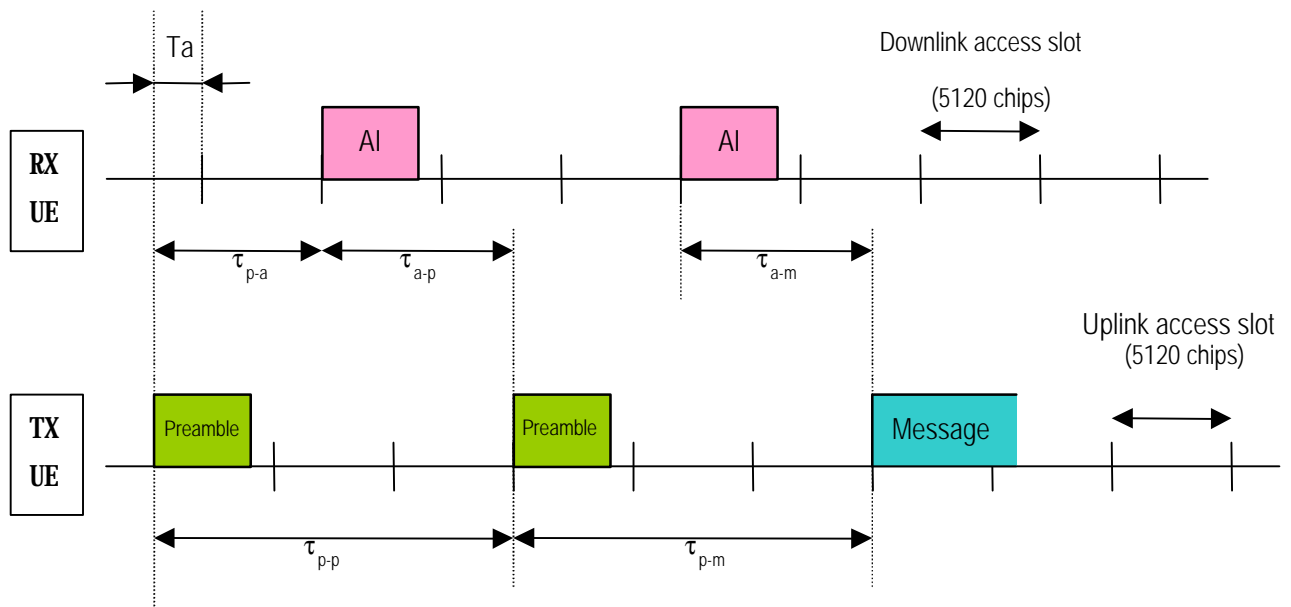 Ta
Downlink access slot
(5120 chips)
AI
AI
RX
UE
τp-a
τa-p
τa-m
Uplink access slot
(5120 chips)
Preamble
Preamble
Message
TX
UE
τp-p
τp-m